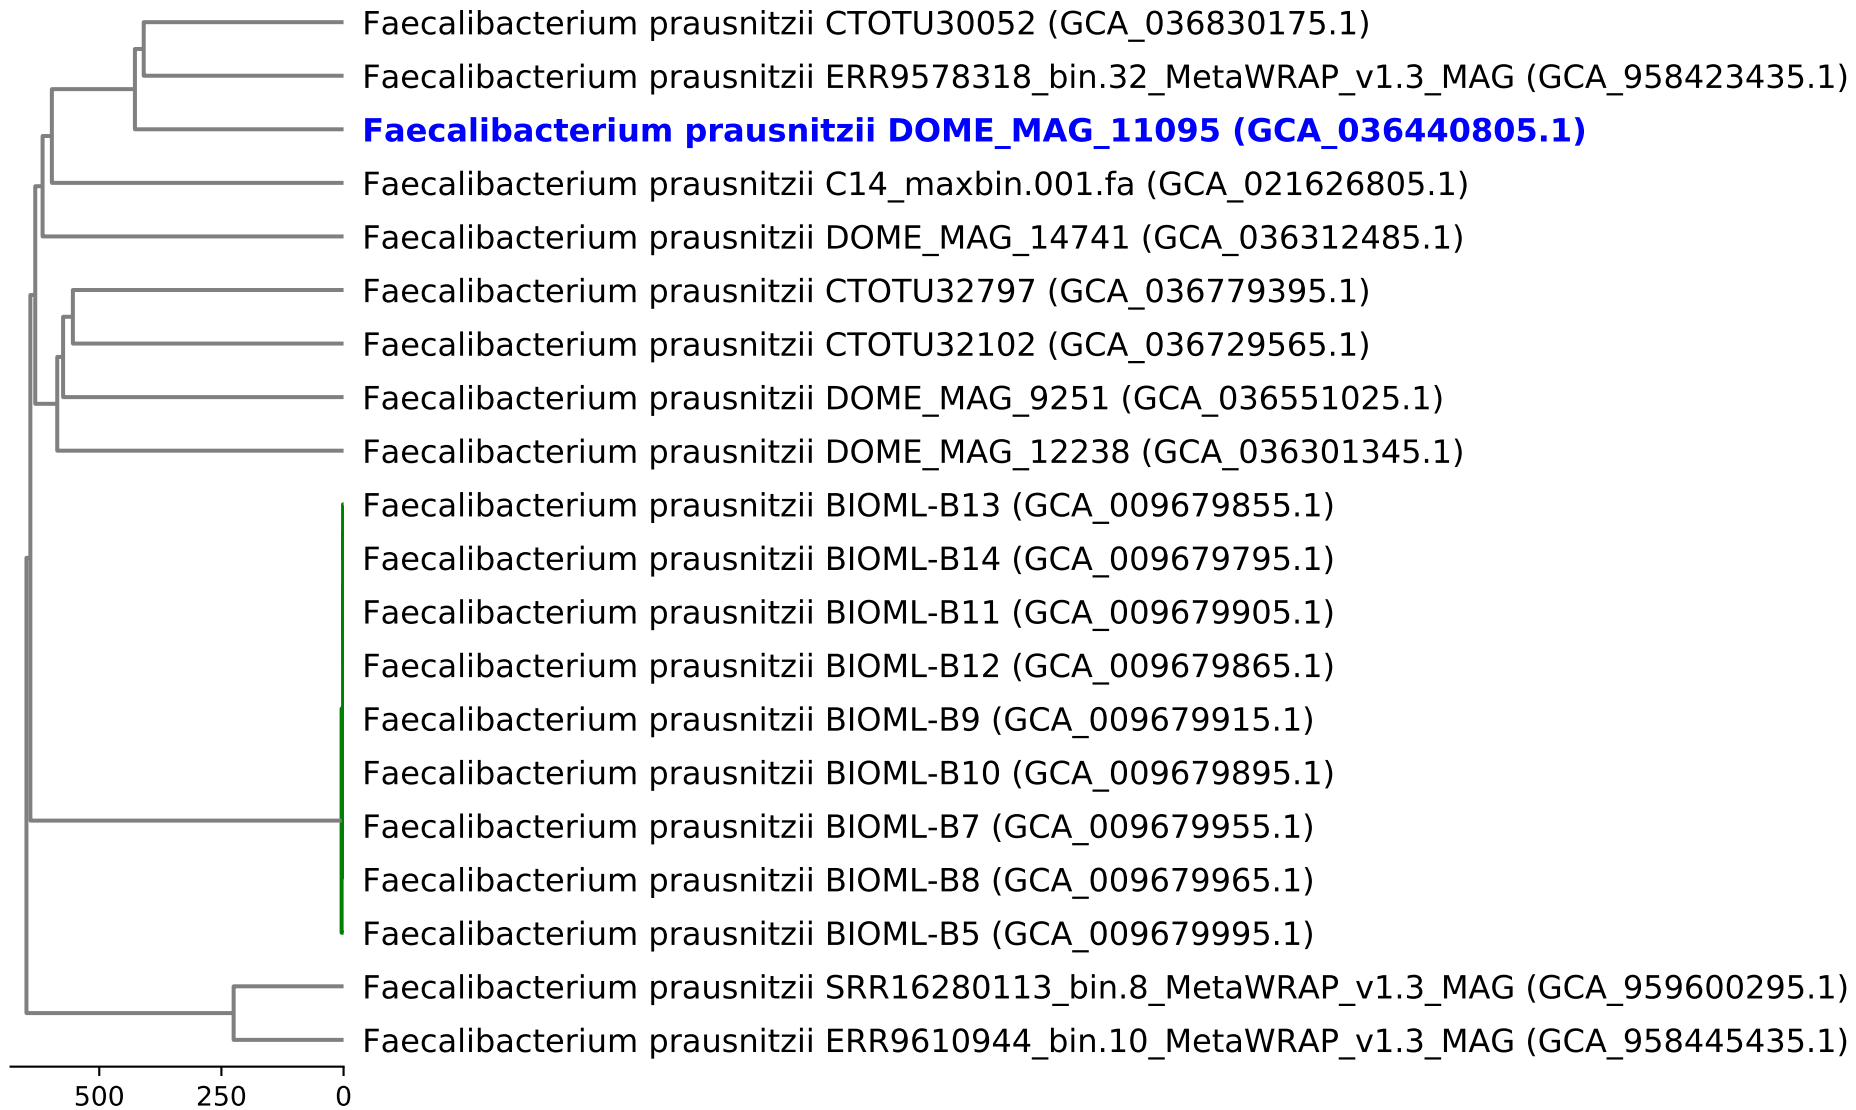 Faecalibacterium prausnitzii CTOTU30052 (GCA_036830175.1)
Faecalibacterium prausnitzii ERR9578318_bin.32_MetaWRAP_v1.3_MAG (GCA_958423435.1)
Faecalibacterium prausnitzii DOME_MAG_11095 (GCA_036440805.1)
Faecalibacterium prausnitzii C14_maxbin.001.fa (GCA_021626805.1)
Faecalibacterium prausnitzii DOME_MAG_14741 (GCA_036312485.1)
Faecalibacterium prausnitzii CTOTU32797 (GCA_036779395.1)
Faecalibacterium prausnitzii CTOTU32102 (GCA_036729565.1)
Faecalibacterium prausnitzii DOME_MAG_9251 (GCA_036551025.1)
Faecalibacterium prausnitzii DOME_MAG_12238 (GCA_036301345.1)
Faecalibacterium prausnitzii BIOML-B13 (GCA_009679855.1)
Faecalibacterium prausnitzii BIOML-B14 (GCA_009679795.1)
Faecalibacterium prausnitzii BIOML-B11 (GCA_009679905.1)
Faecalibacterium prausnitzii BIOML-B12 (GCA_009679865.1)
Faecalibacterium prausnitzii BIOML-B9 (GCA_009679915.1)
Faecalibacterium prausnitzii BIOML-B10 (GCA_009679895.1)
Faecalibacterium prausnitzii BIOML-B7 (GCA_009679955.1)
Faecalibacterium prausnitzii BIOML-B8 (GCA_009679965.1)
Faecalibacterium prausnitzii BIOML-B5 (GCA_009679995.1)
Faecalibacterium prausnitzii SRR16280113_bin.8_MetaWRAP_v1.3_MAG (GCA_959600295.1)
Faecalibacterium prausnitzii ERR9610944_bin.10_MetaWRAP_v1.3_MAG (GCA_958445435.1)
500 250 0